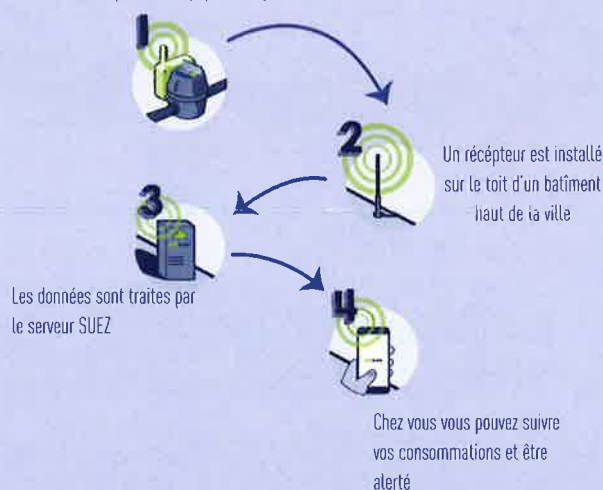 1
2
Un récépteur est installé
sur le toit d'un batîment
haut de la ville
3
Les données sont traites par
le serveur SUEZ
4
Chez vous vous pouvez suivre
vos consommations et être
alerté